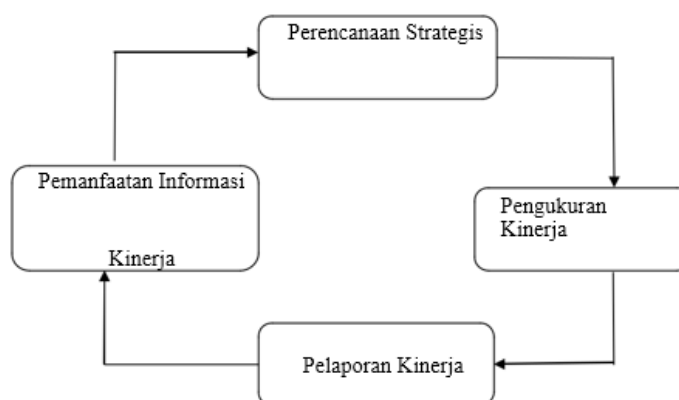 Perencanaan Strategis
Pemanfaatan Informasi
Kinerja
Pengukuran
Kinerja
Pelaporan Kinerja